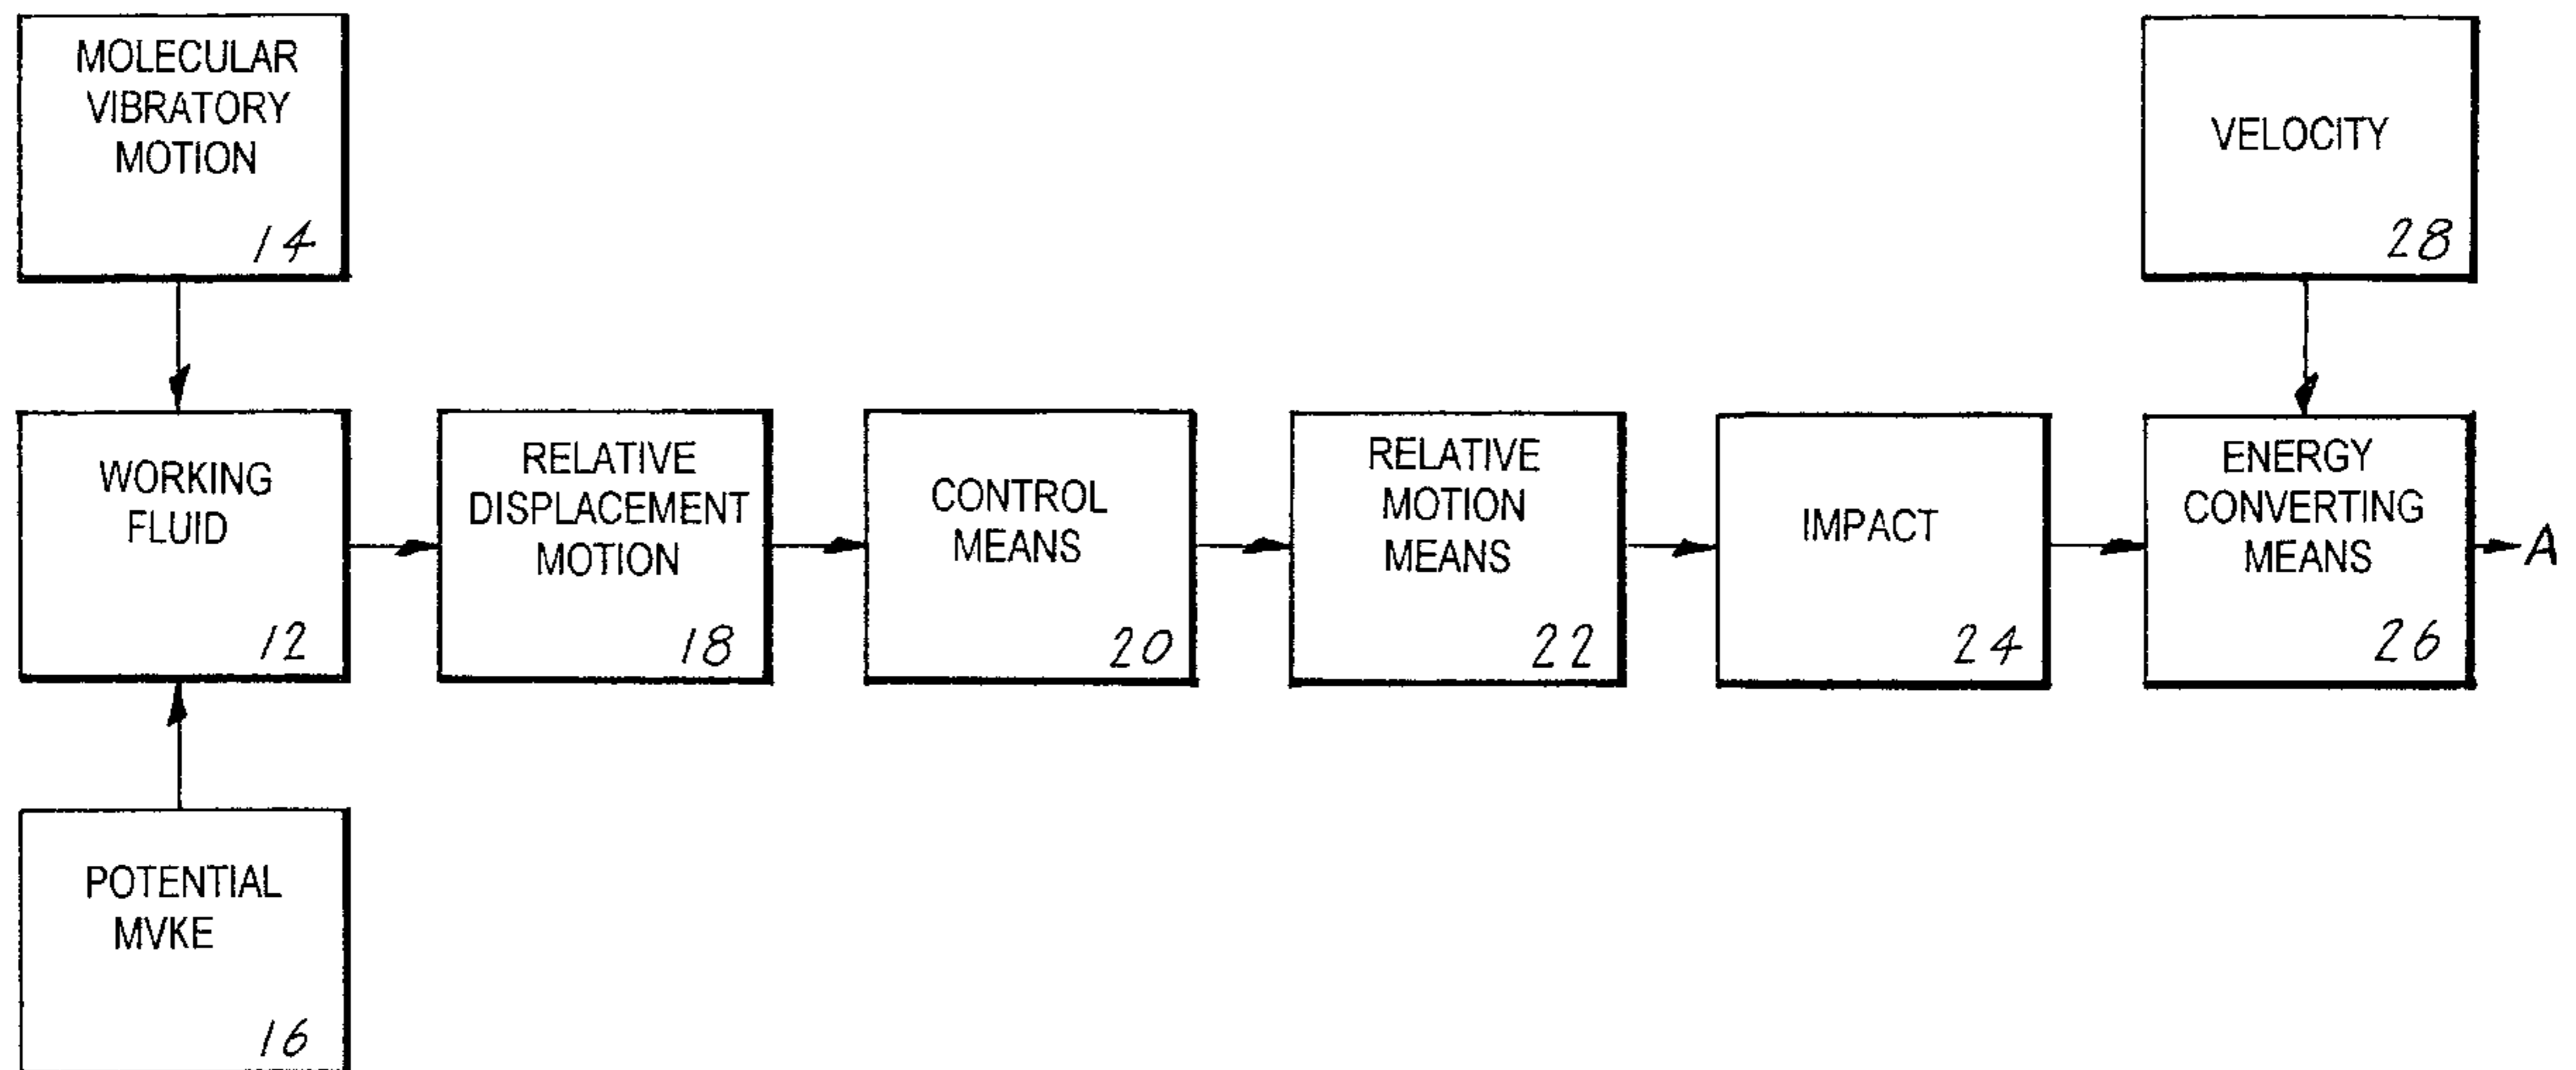 MOLECULAR
VIBRATORY
MOTION
14
VELOCITY
28
WORKING
FLUID
12
RELATIVE
DISPLACEMENT
MOTION
18
CONTROL
MEANS
20
RELATIVE
MOTION
MEANS
22
IMPACT
24
ENERGY
CONVERTING
MEANS
26
A
POTENTIAL
MVKE
16